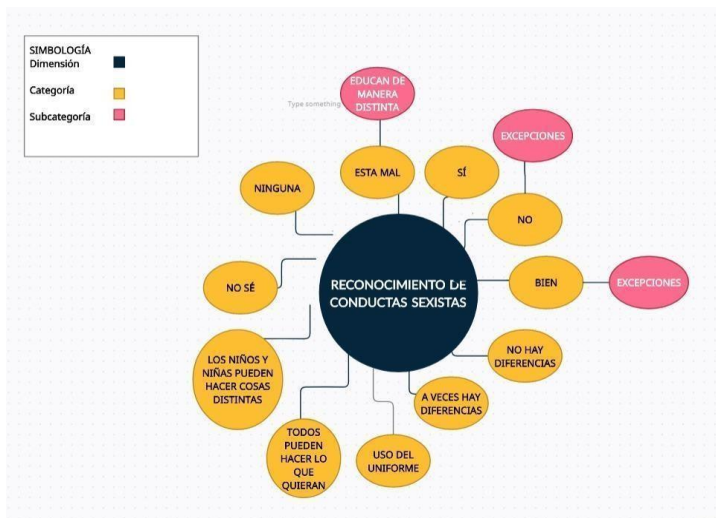 SIMBOLOGÍA
Dimensión
Categoría
Subcategoría
Type something
EDUCAN DE
MANERA
DISTINTA
EXCEPCIONES
ESTA MAL
SÍ
NINGUNA
NO
NO SÉ
RECONOCIMIENTO DE
CONDUCTAS SEXISTAS
BIEN
EXCEPCIONES
LOS NIÑOS Y
NIÑAS PUEDEN
HACER COSAS
DISTINTAS
NO HAY
DIFERENCIAS
A VECES HAY
DIFERENCIAS
TODOS
PUEDEN
HACER LO
QUE
QUIERAN
USO DEL
UNIFORME